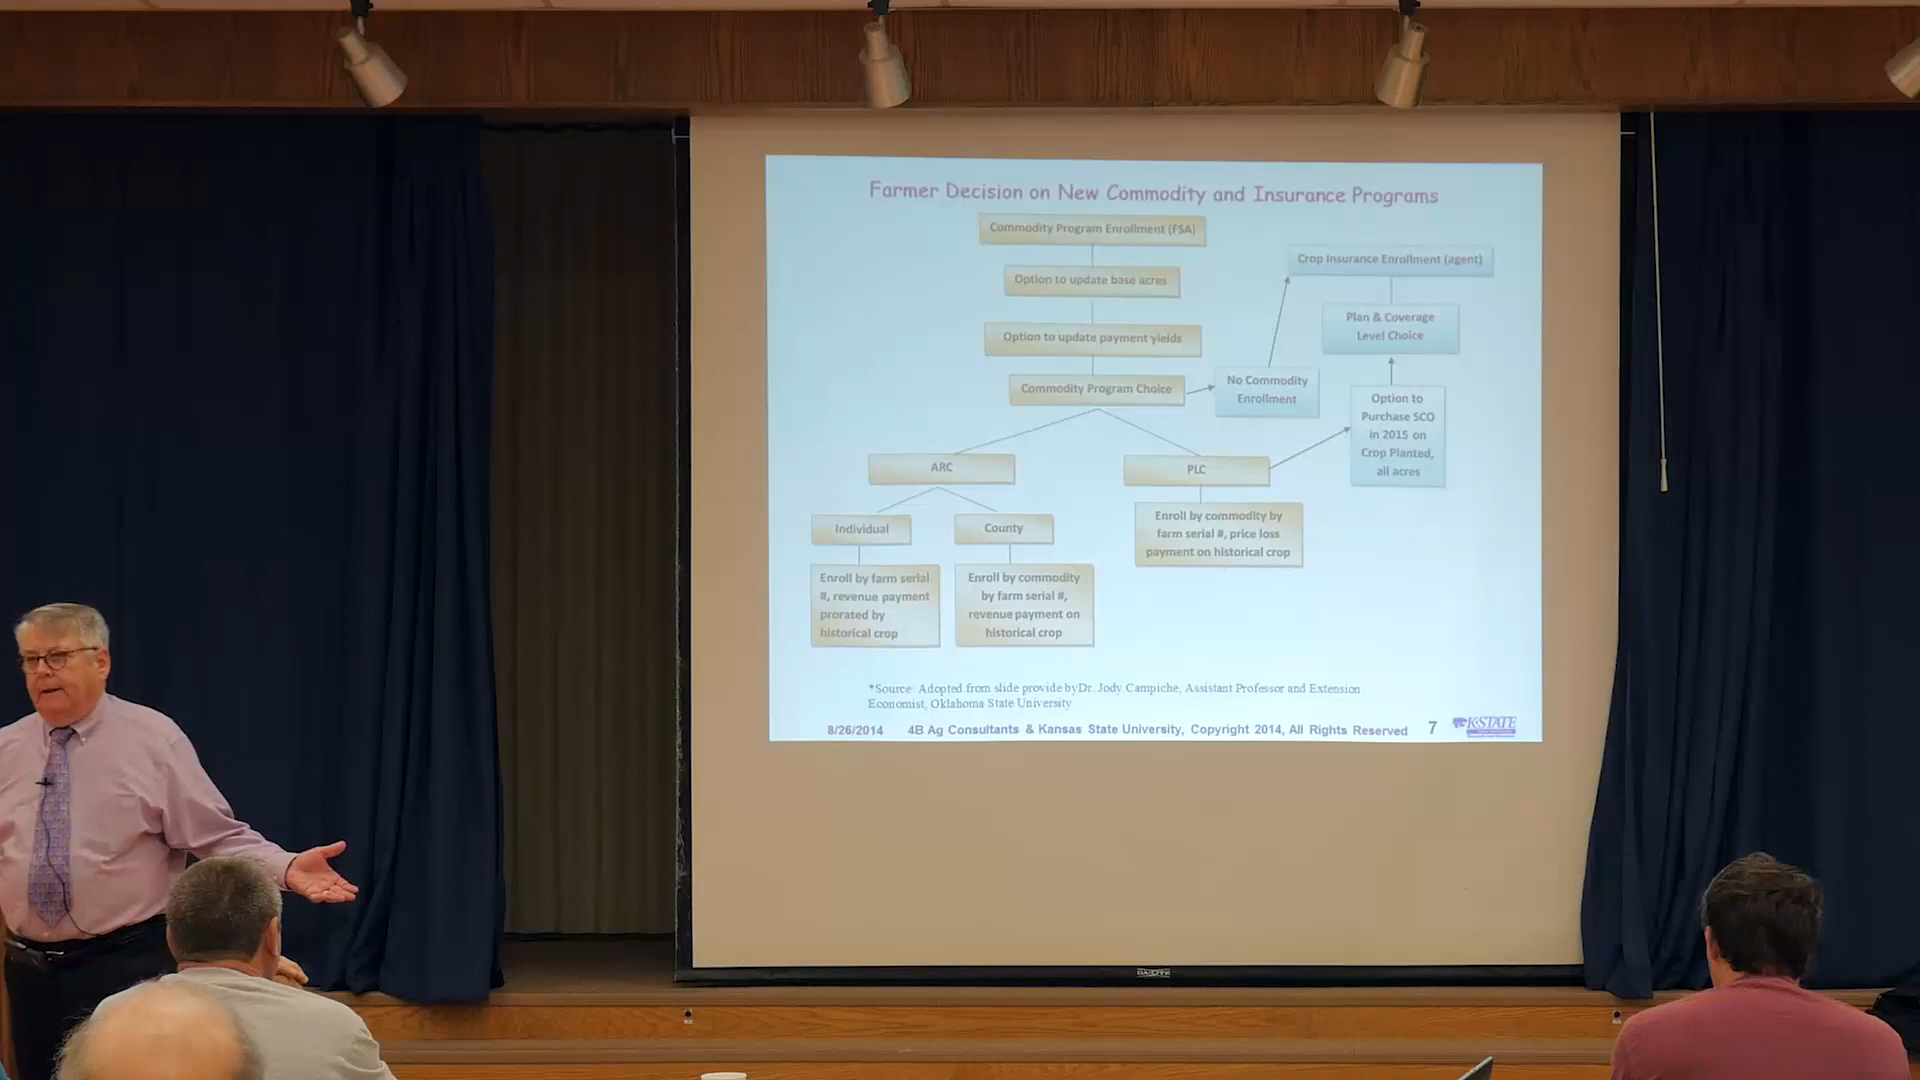 Farmer Decision on New Commodity and Insurance Programs
Commodity Program Enrollment (FSA)
Option to update base acres
Option to update payment yields
Commodity Program Choice
No Commodity
Enrollment
Crop Insurance Enrollment (agent)
Plan & Coverage
Level Choice
Option to
Purchase SCO
in 2015 on
Crop Planted,
all acres
ARC
PLC
Individual
County
Enroll by commodity by
farm serial #, price loss
payment on historical crop
Enroll by farm serial
#, revenue payment
prorated by
historical crop
Enroll by commodity
by farm serial #,
revenue payment on
historical crop
*Source: Adopted from slide provide byDr. Jody Campiche, Assistant Professor and Extension
Economist, Oklahoma State University
8/26/2014 4B Ag Consultants & Kansas State University, Copyright 2014, All Rights Reserved 7
K-STATE
DA-LITE